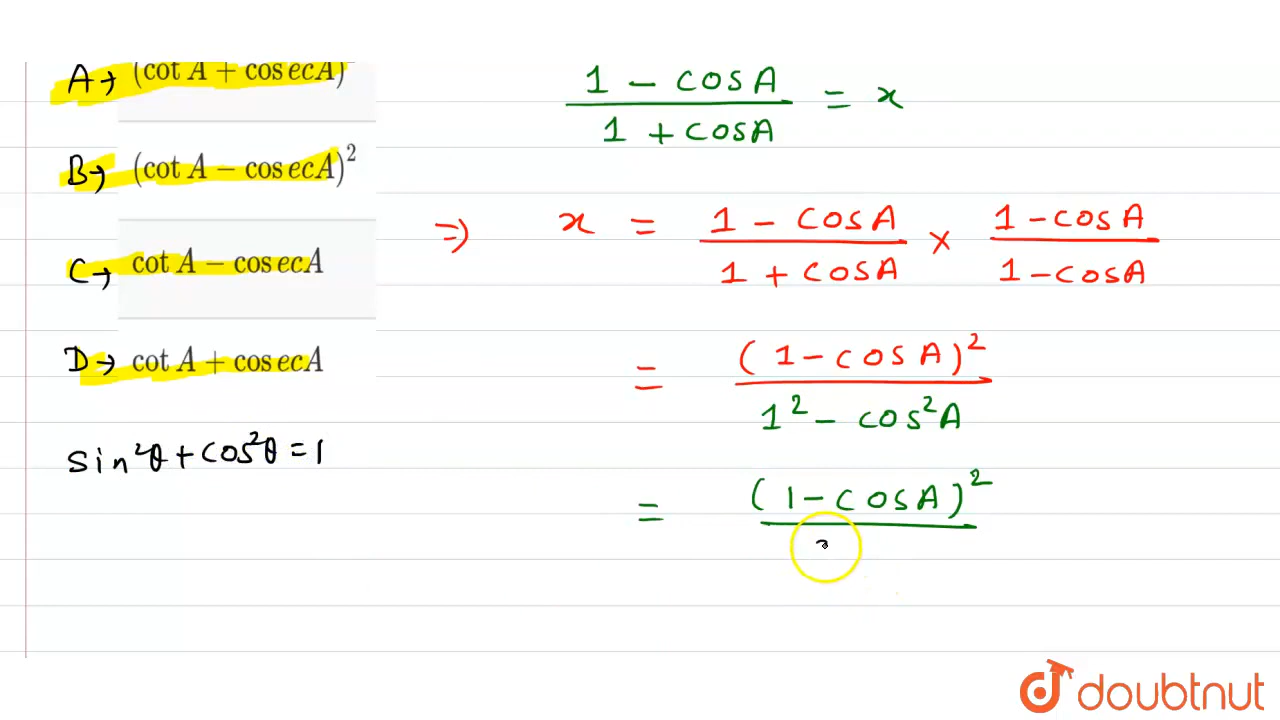 A→ (cot A + cosecA)
B→ (cot A − cosecA)²
C→ cot A − cosecA
D→ cot A + cosecA
sin²θ + cos²θ = 1
1 − cosA
1 + cosA = x
⇒ x = 1 − cosA × 1 − cosA
1 + cosA 1 − cosA
= (1 − cosA)²
1² − cos²A
= (1 − cosA)²
doubtnut